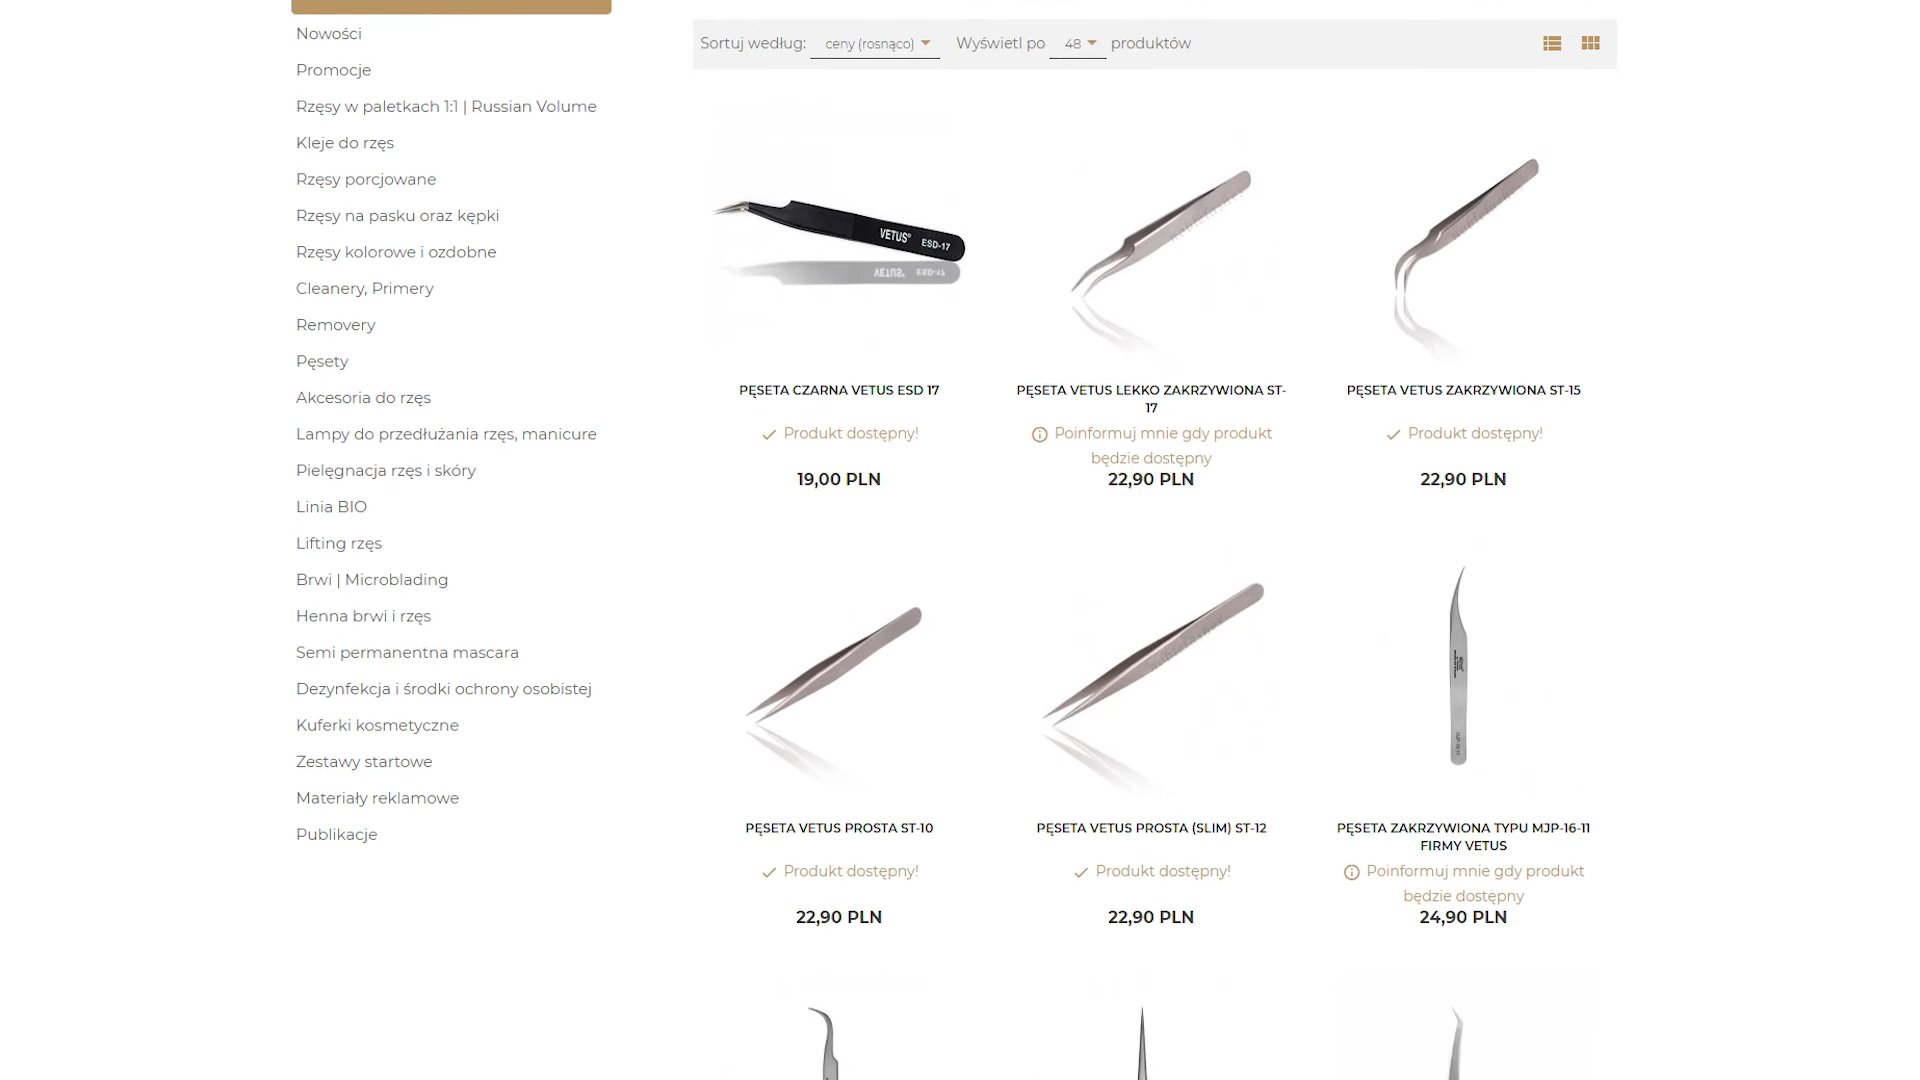 Nowości
Promocje
Rzęsy w paletkach 1:1 | Russian Volume
Kleje do rzęs
Rzęsy porcjowane
Rzęsy na pasku oraz kępki
Rzęsy kolorowe i ozdobne
Cleanery, Primery
Removery
Pęsety
Akcesoria do rzęs
Lampy do przedłużania rzęs, manicure
Pielęgnacja rzęs i skóry
Linia BIO
Lifting rzęs
Brwi | Microblading
Henna brwi i rzęs
Semi permanentna mascara
Dezynfekcja i środki ochrony osobistej
Kuferki kosmetyczne
Zestawy startowe
Materiały reklamowe
Publikacje
Sortuj według: ceny (rosnąco) Wyświetl po 48 produktów
VETUS® ESD-17
PĘSETA CZARNA VETUS ESD 17
Produkt dostępny!
19,00 PLN
PĘSETA VETUS LEKKO ZAKRZYWIONA ST-
17
Poinformuj mnie gdy produkt
będzie dostępny
22,90 PLN
PĘSETA VETUS ZAKRZYWIONA ST-15
Produkt dostępny!
22,90 PLN
PĘSETA VETUS PROSTA ST-10
Produkt dostępny!
22,90 PLN
PĘSETA VETUS PROSTA (SLIM) ST-12
Produkt dostępny!
22,90 PLN
PĘSETA ZAKRZYWIONA TYPU MJP-16-11
FIRMY VETUS
Poinformuj mnie gdy produkt
będzie dostępny
24,90 PLN